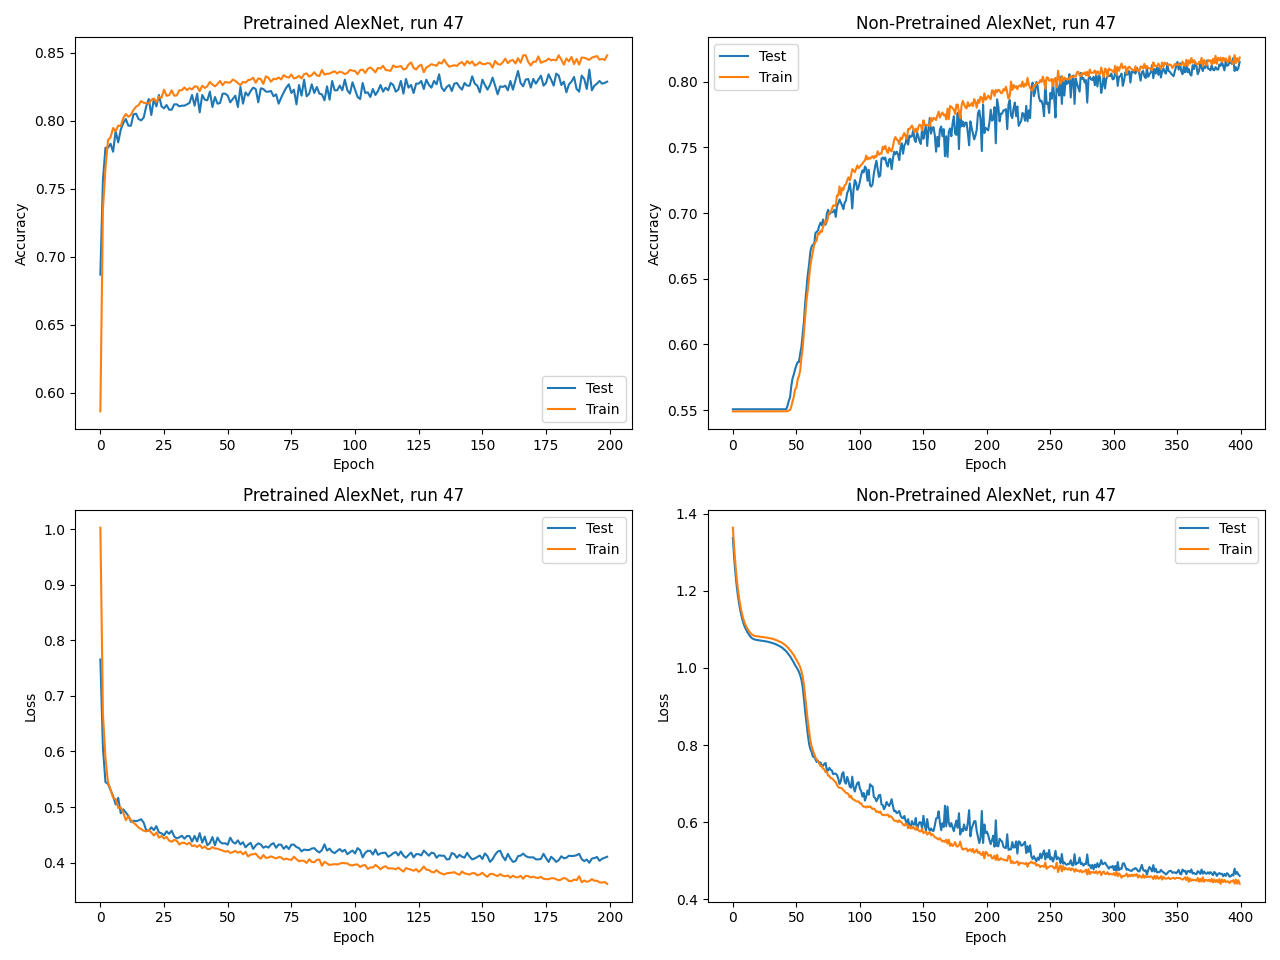 Pretrained AlexNet, run 47
Accuracy
0.85
0.80
0.75
0.70
0.65
0.60
Test
Train
0 25 50 75 100 125 150 175 200
Epoch
Non-Pretrained AlexNet, run 47
Accuracy
0.80
0.75
0.70
0.65
0.60
0.55
Test
Train
0 50 100 150 200 250 300 350 400
Epoch
Pretrained AlexNet, run 47
Loss
1.0
0.9
0.8
0.7
0.6
0.5
0.4
Test
Train
0 25 50 75 100 125 150 175 200
Epoch
Non-Pretrained AlexNet, run 47
Loss
1.4
1.2
1.0
0.8
0.6
0.4
Test
Train
0 50 100 150 200 250 300 350 400
Epoch